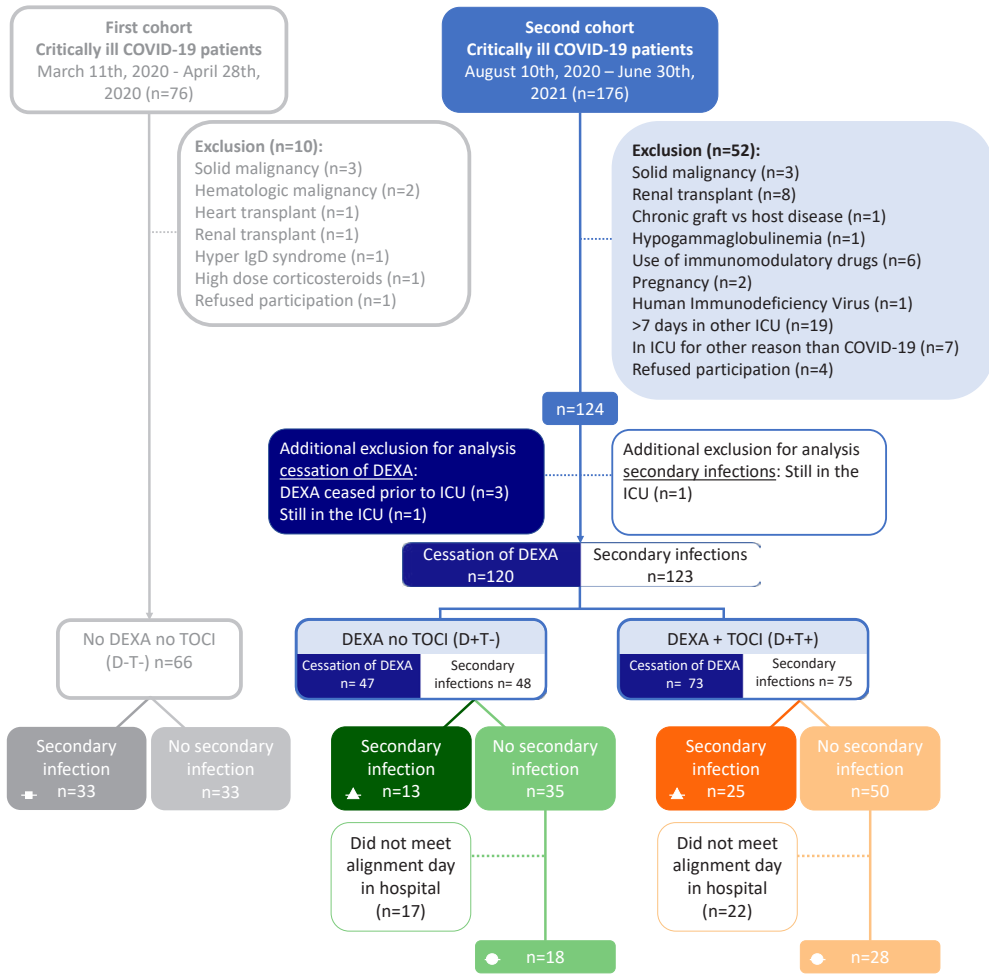 First cohort
Critically ill COVID-19 patients
March 11th, 2020 - April 28th,
2020 (n=76)
Second cohort
Critically ill COVID-19 patients
August 10th, 2020 – June 30th,
2021 (n=176)
Exclusion (n=10):
Solid malignancy (n=3)
Hematologic malignancy (n=2)
Heart transplant (n=1)
Renal transplant (n=1)
Hyper IgD syndrome (n=1)
High dose corticosteroids (n=1)
Refused participation (n=1)
Exclusion (n=52):
Solid malignancy (n=3)
Renal transplant (n=8)
Chronic graft vs host disease (n=1)
Hypogammaglobulinemia (n=1)
Use of immunomodulatory drugs (n=6)
Pregnancy (n=2)
Human Immunodeficiency Virus (n=1)
>7 days in other ICU (n=19)
In ICU for other reason than COVID-19 (n=7)
Refused participation (n=4)
n=124
Additional exclusion for analysis
cessation of DEXA:
DEXA ceased prior to ICU (n=3)
Still in the ICU (n=1)
Additional exclusion for analysis
secondary infections: Still in the
ICU (n=1)
Cessation of DEXA
n=120
Secondary infections
n=123
No DEXA no TOCI
(D-T-) n=66
DEXA no TOCI (D+T-)
Cessation of DEXA
n= 47
Secondary
infections n= 48
DEXA + TOCI (D+T+)
Cessation of DEXA
n= 73
Secondary
infections n= 75
Secondary
infection
n=33
No secondary
infection
n=33
Secondary
infection
n=13
No secondary
infection
n=35
Secondary
infection
n=25
No secondary
infection
n=50
Did not meet
alignment day
in hospital
(n=17)
Did not meet
alignment day
in hospital
(n=22)
n=18
n=28